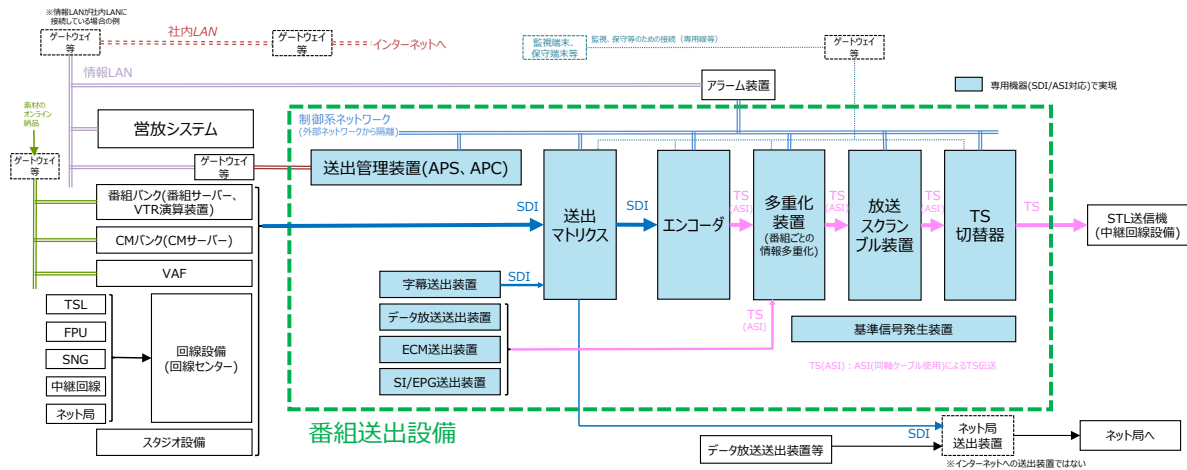 ※情報LANが社内LANに
接続している場合の例
ゲートウェイ
等
社内LAN
ゲートウェイ
等
インターネットへ
監視端末、
保守端末等
監視、保守等のための接続（専用線等）
ゲートウェイ
等
情報LAN
アラーム装置
専用機器(SDI/ASI対応)で実現
素材の
オンライン
納品
営放システム
制御系ネットワーク
(外部ネットワークから隔離)
ゲートウェイ
等
ゲートウェイ
等
送出管理装置(APS、APC)
番組バンク(番組サーバー、
VTR演算装置)
CMバンク(CMサーバー)
VAF
SDI
送出
マトリクス
SDI
エンコーダ
TS
(ASI)
多重化
装置
(番組ごとの
情報多重化)
TS
(ASI)
放送
スクラン
ブル装置
TS
(ASI)
TS
切替器
TS
STL送信機
(中継回線設備)
字幕送出装置
SDI
データ放送送出装置
ECM送出装置
SI/EPG送出装置
TS
(ASI)
基準信号発生装置
TS(ASI)：ASI(同軸ケーブル使用)によるTS伝送
TSL
FPU
SNG
中継回線
ネット局
回線設備
(回線センター)
スタジオ設備
番組送出設備
データ放送送出装置等
SDI
ネット局
送出装置
ネット局へ
※インターネットへの送出装置ではない